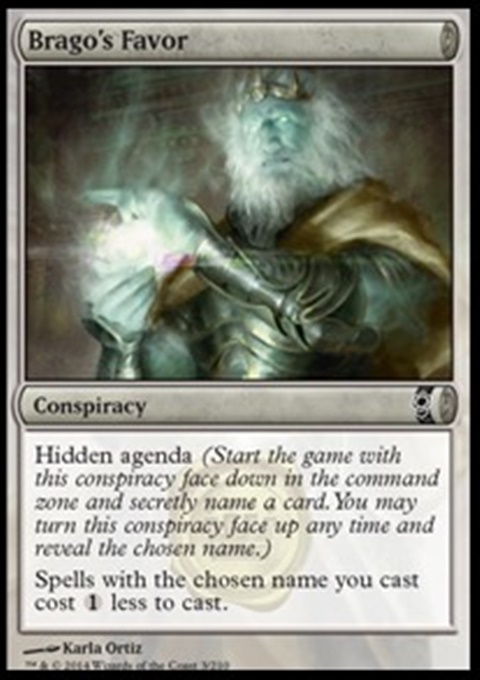 Brago's Favor
Conspiracy
Hidden agenda (Start the game with
this conspiracy face down in the command
zone and secretly name a card. You may
turn this conspiracy face up any time and
reveal the chosen name.)
Spells with the chosen name you cast
cost 1 less to cast.
Karla Ortiz
™ & © 2014 Wizards of the Coast 3/210